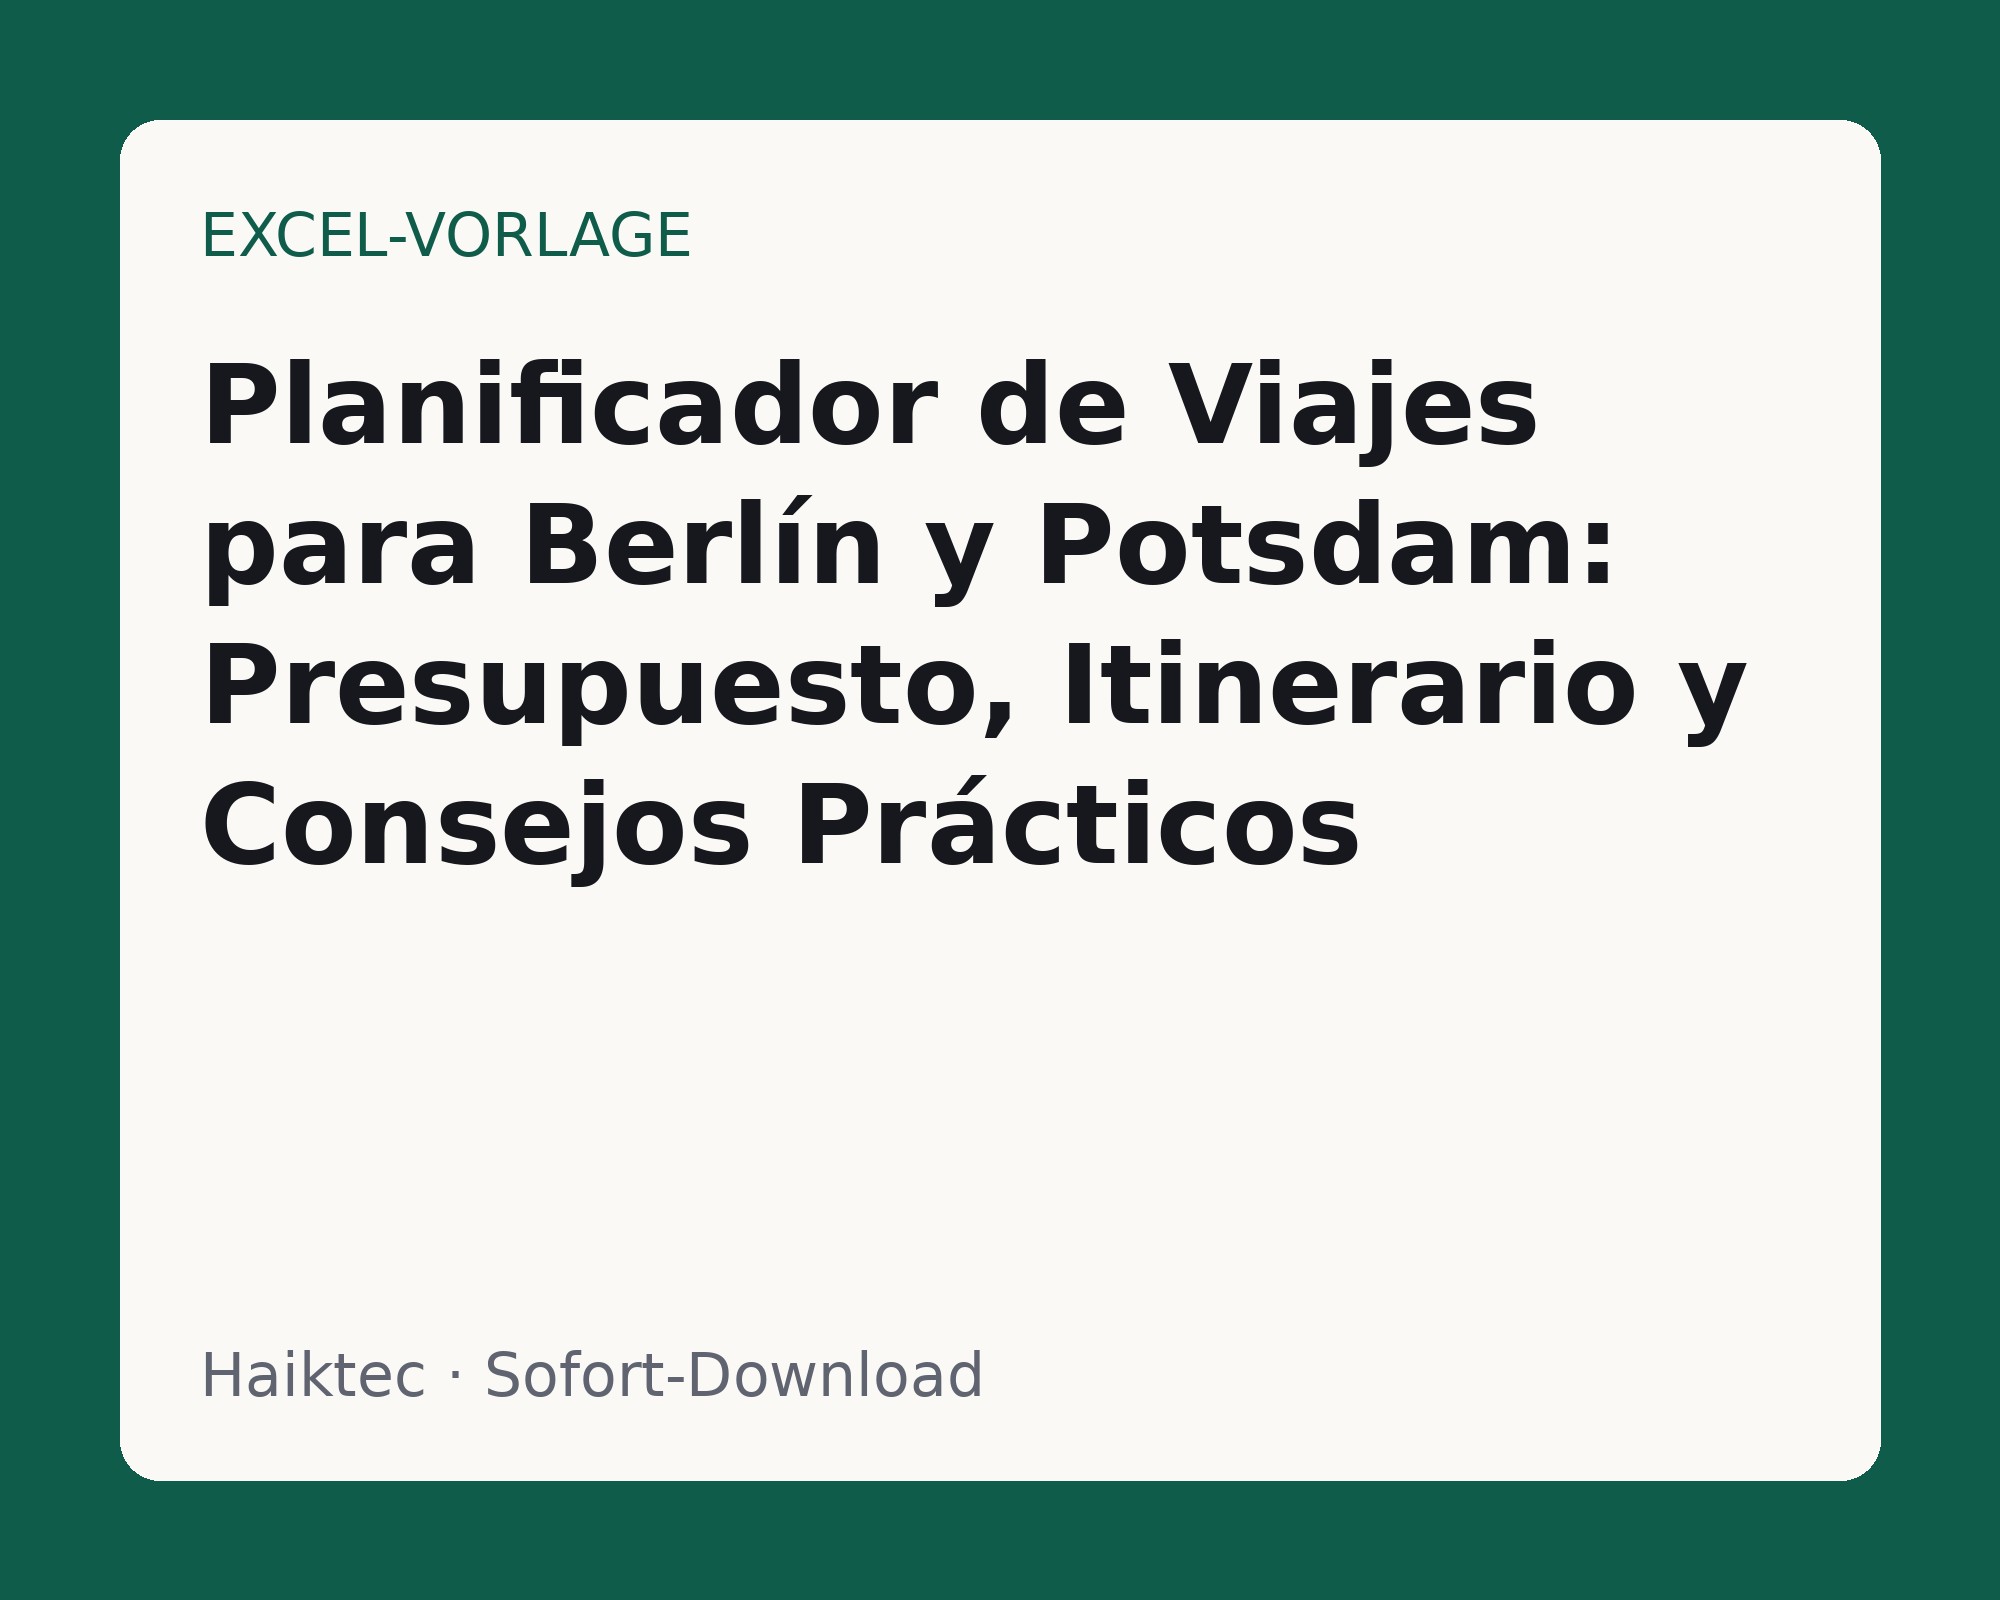 EXCEL-VORLAGE
Planificador de Viajes
para Berlín y Potsdam:
Presupuesto, Itinerario y
Consejos Prácticos
Haiktec · Sofort-Download